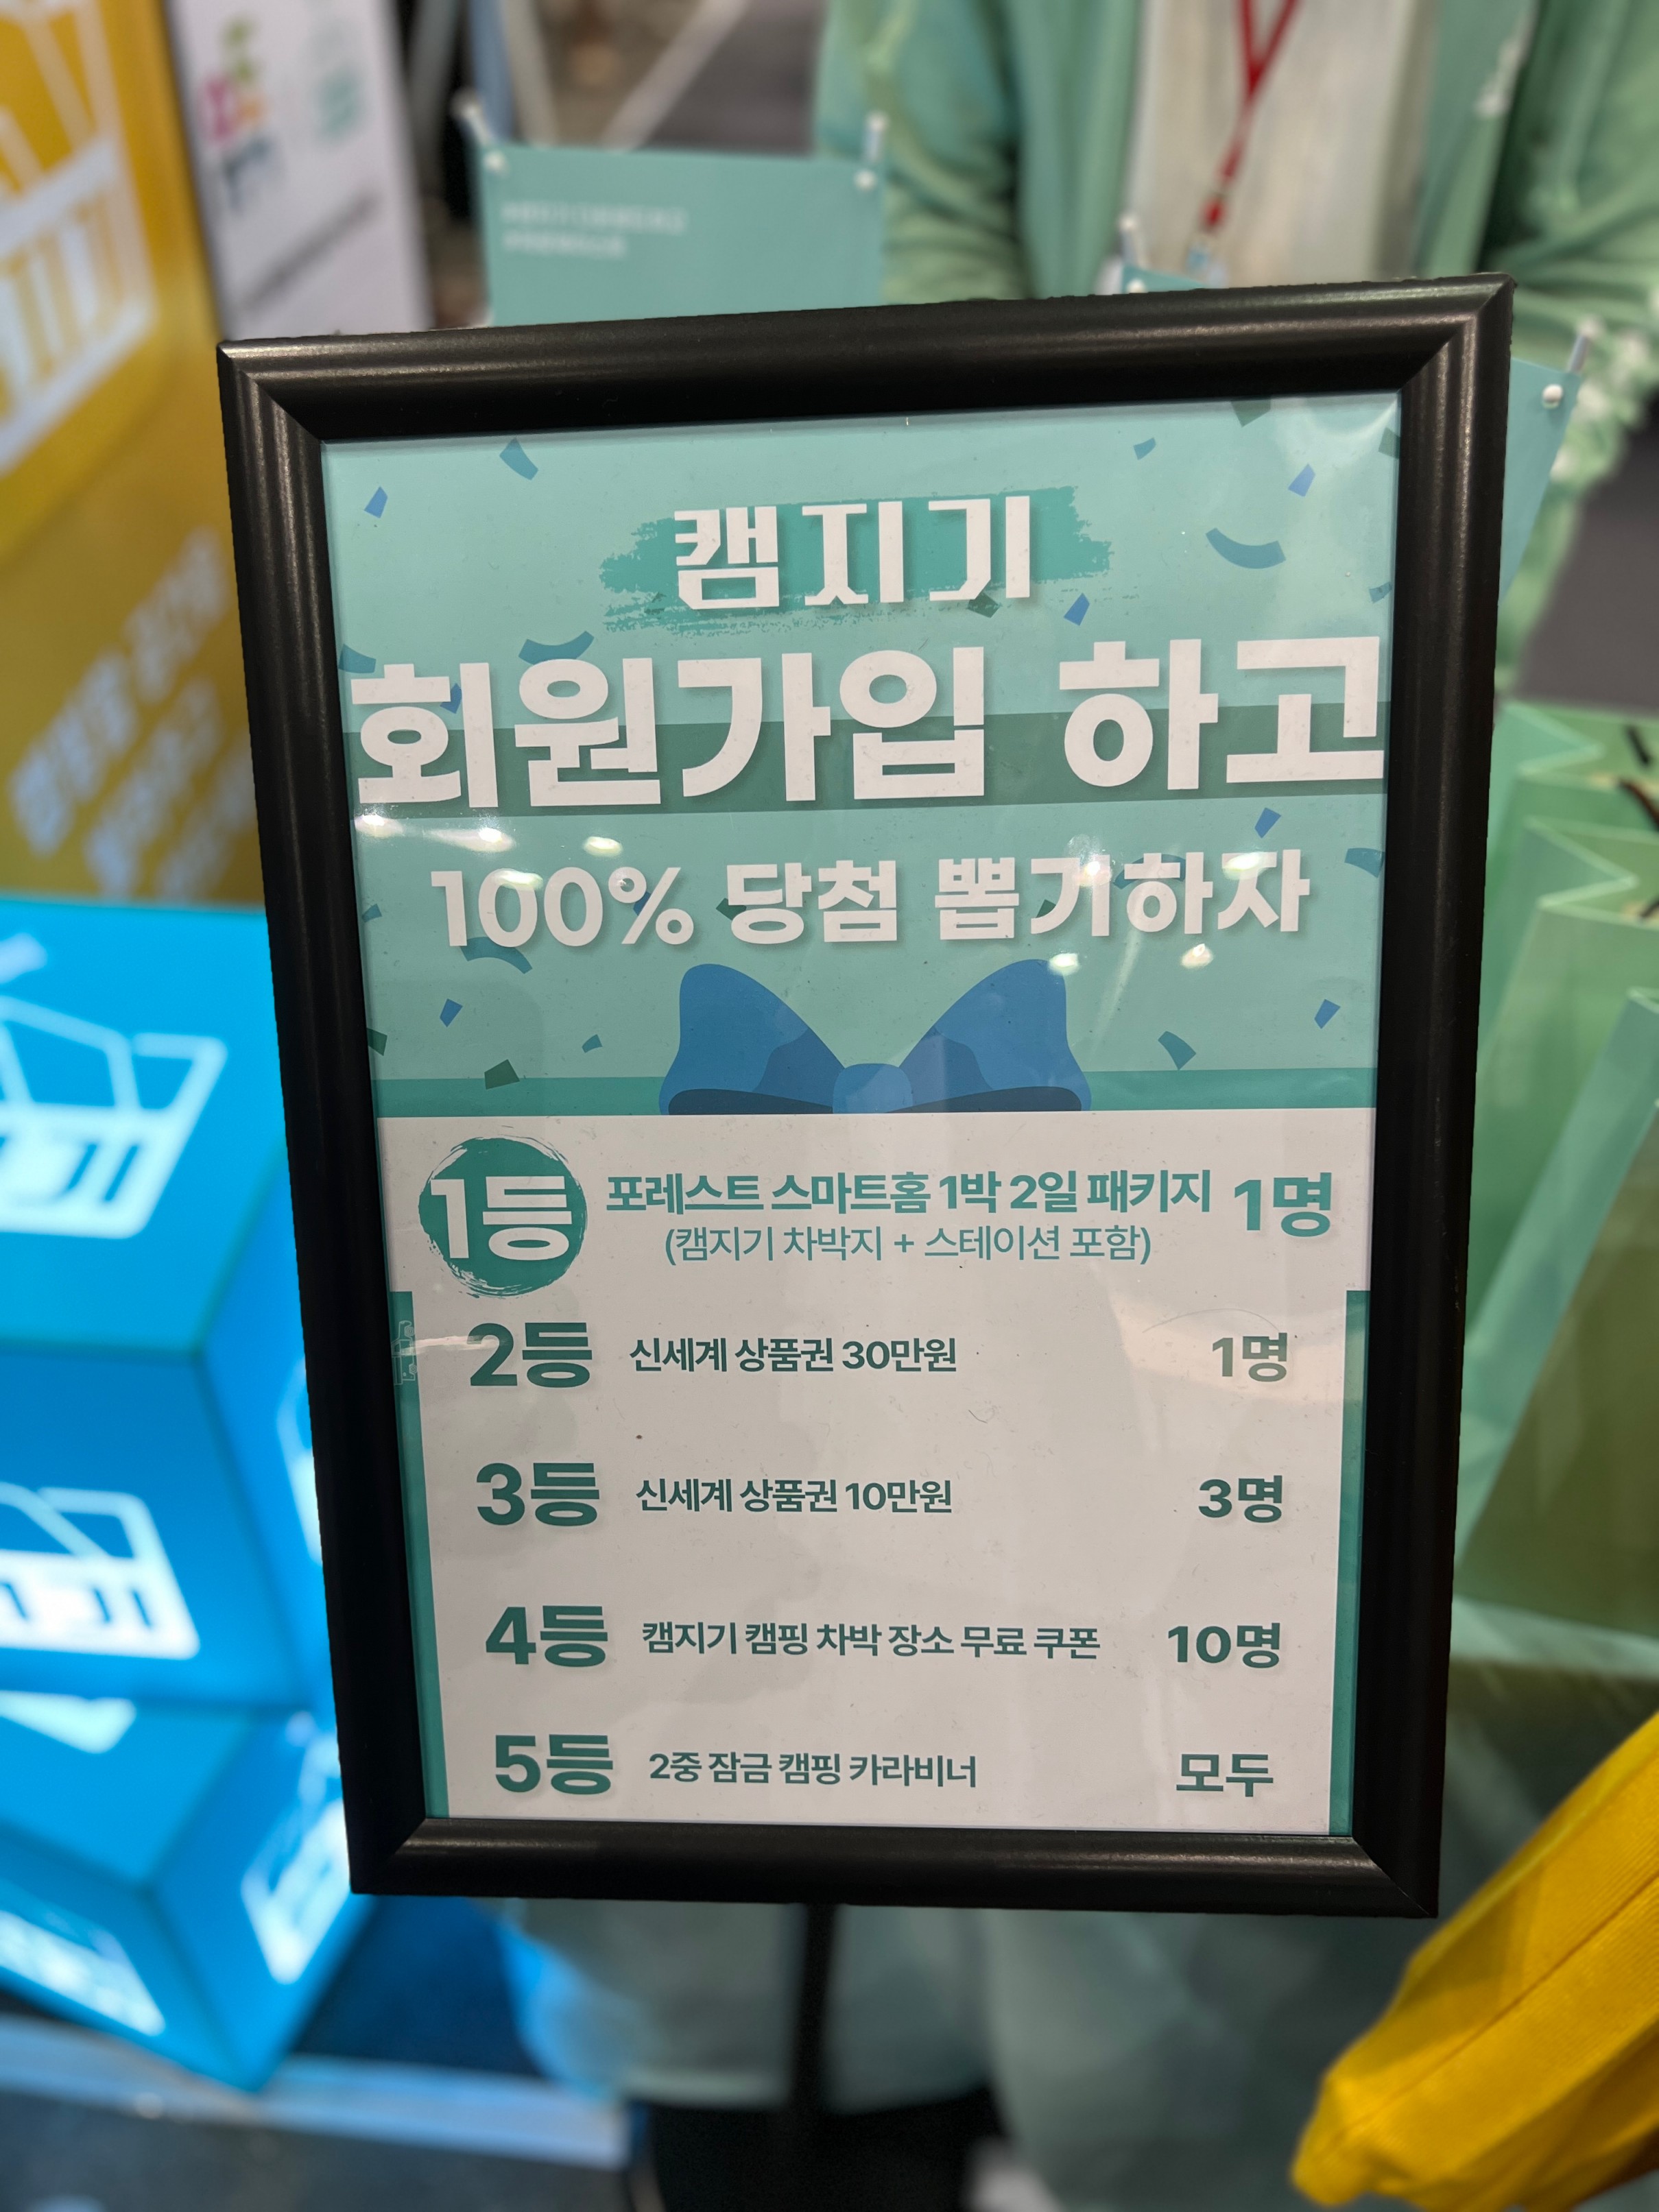 캠지기
회원가입 하고
100% 당첨 뽑기하자
1등 포레스트 스마트홈 1박 2일 패키지 1명
(캠지기 차박지 + 스테이션 포함)
2등 신세계 상품권 30만원 1명
3등 신세계 상품권 10만원 3명
4등 캠지기 캠핑 차박 장소 무료 쿠폰 10명
5등 2중 잠금 캠핑 카라비너 모두